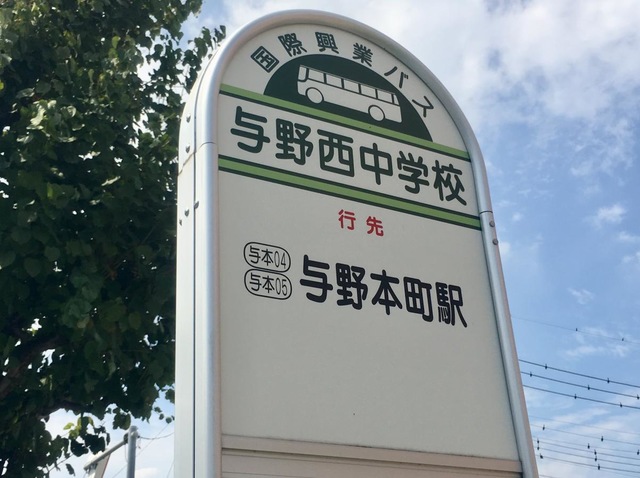 国際興業バス
与野西中学校
行先
与本04
与本05
与野本町駅